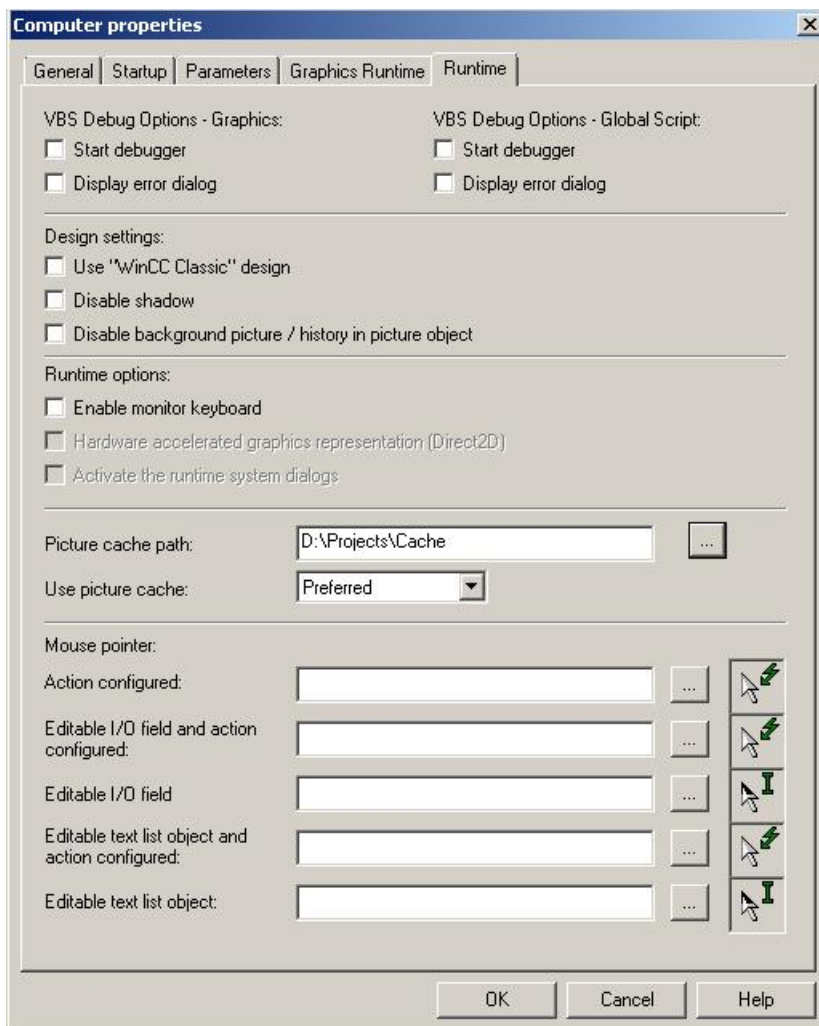 Computer properties
General Startup Parameters Graphics Runtime Runtime
VBS Debug Options - Graphics: VBS Debug Options - Global Script:
Start debugger Start debugger
Display error dialog Display error dialog
Design settings:
Use "WinCC Classic" design
Disable shadow
Disable background picture / history in picture object
Runtime options:
Enable monitor keyboard
Hardware accelerated graphics representation (Direct2D)
Activate the runtime system dialogs
Picture cache path: D:\Projects\Cache ...
Use picture cache: Preferred
Mouse pointer:
Action configured: ...
Editable I/O field and action
configured: ...
Editable I/O field ...
Editable text list object and
action configured: ...
Editable text list object: ...
OK Cancel Help